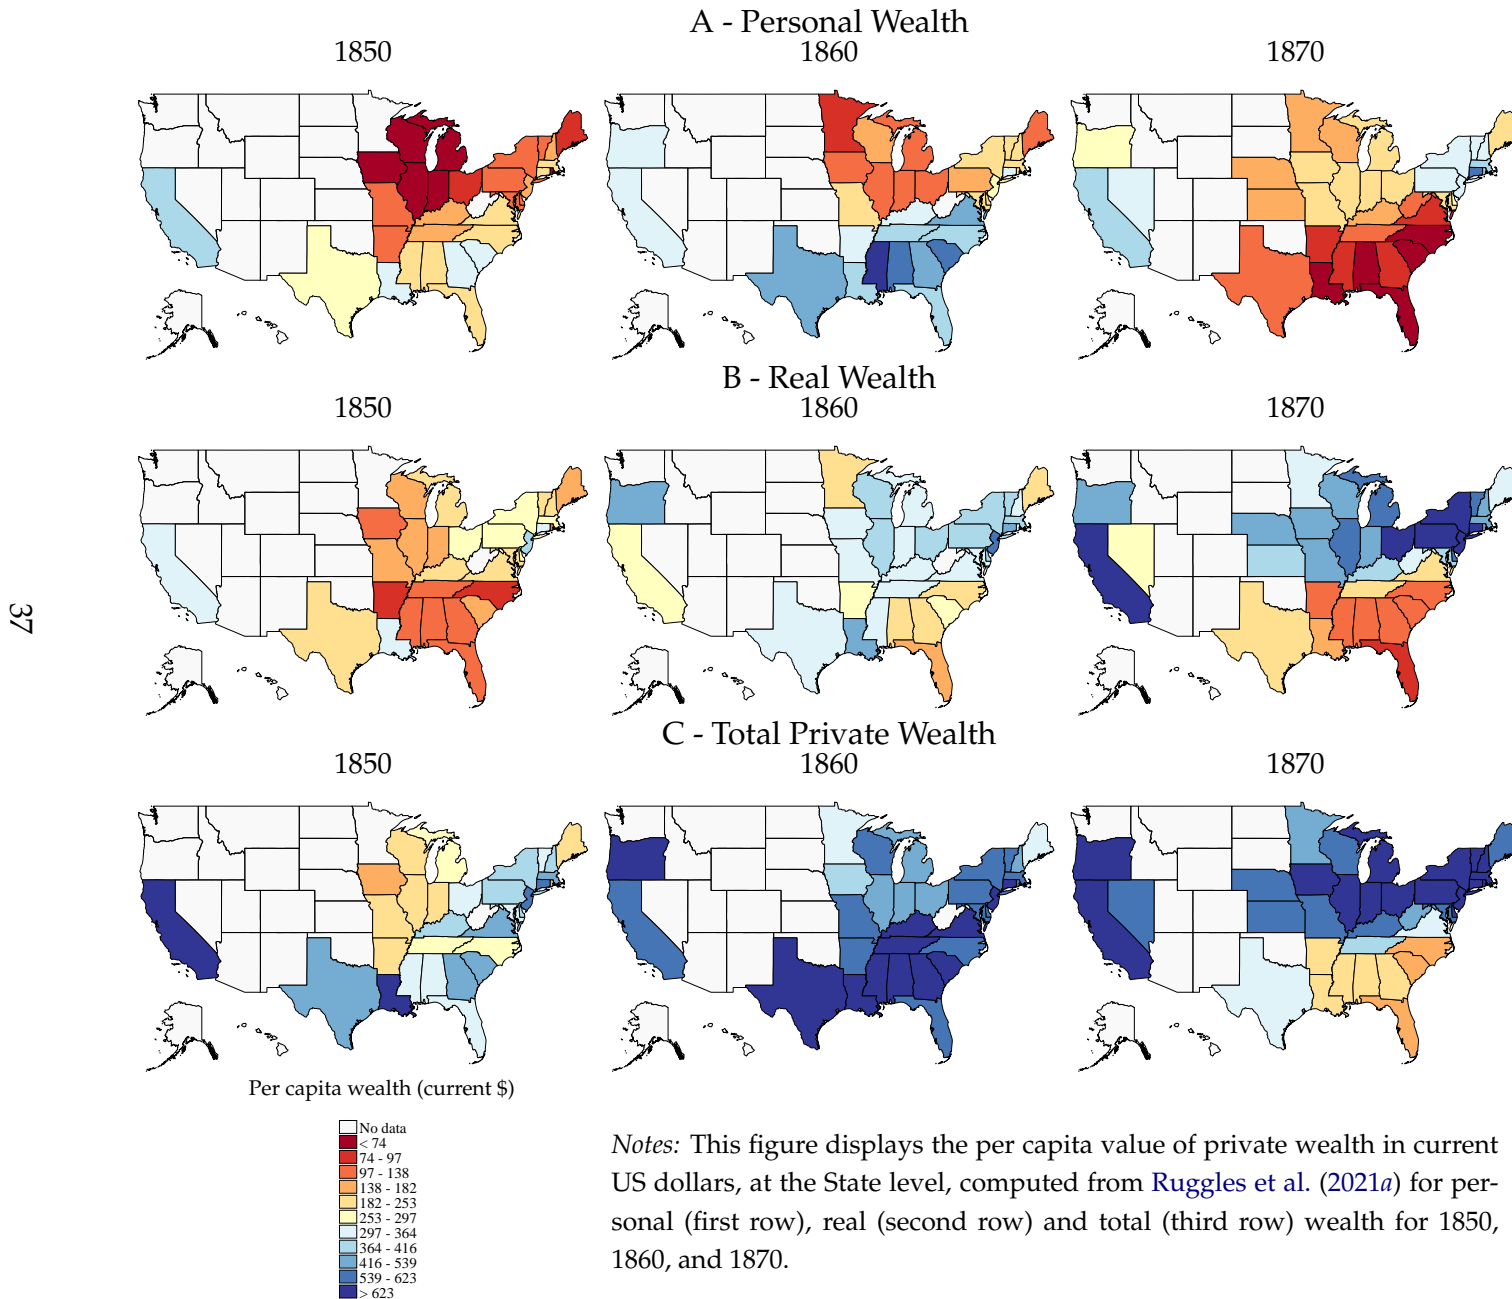 A - Personal Wealth
1850 1860 1870
B - Real Wealth
1850 1860 1870
C - Total Private Wealth
1850 1860 1870
37
Per capita wealth (current $)
No data
< 74
74 - 97
97 - 138
138 - 182
182 - 253
253 - 297
297 - 364
364 - 416
416 - 539
539 - 623
> 623
Notes: This figure displays the per capita value of private wealth in current
US dollars, at the State level, computed from Ruggles et al. (2021a) for per-
sonal (first row), real (second row) and total (third row) wealth for 1850,
1860, and 1870.